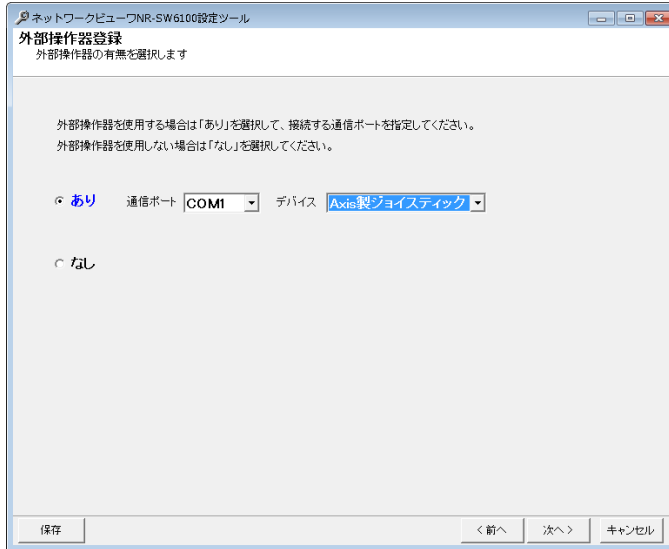 ネットワークビューワNR-SW6100設定ツール
外部操作器登録
外部操作器の有無を選択します
外部操作器を使用する場合は「あり」を選択して、接続する通信ポートを指定してください。
外部操作器を使用しない場合は「なし」を選択してください。
あり 通信ポート COM1 デバイス Axis製ジョイスティック
なし
保存 <前へ 次へ> キャンセル